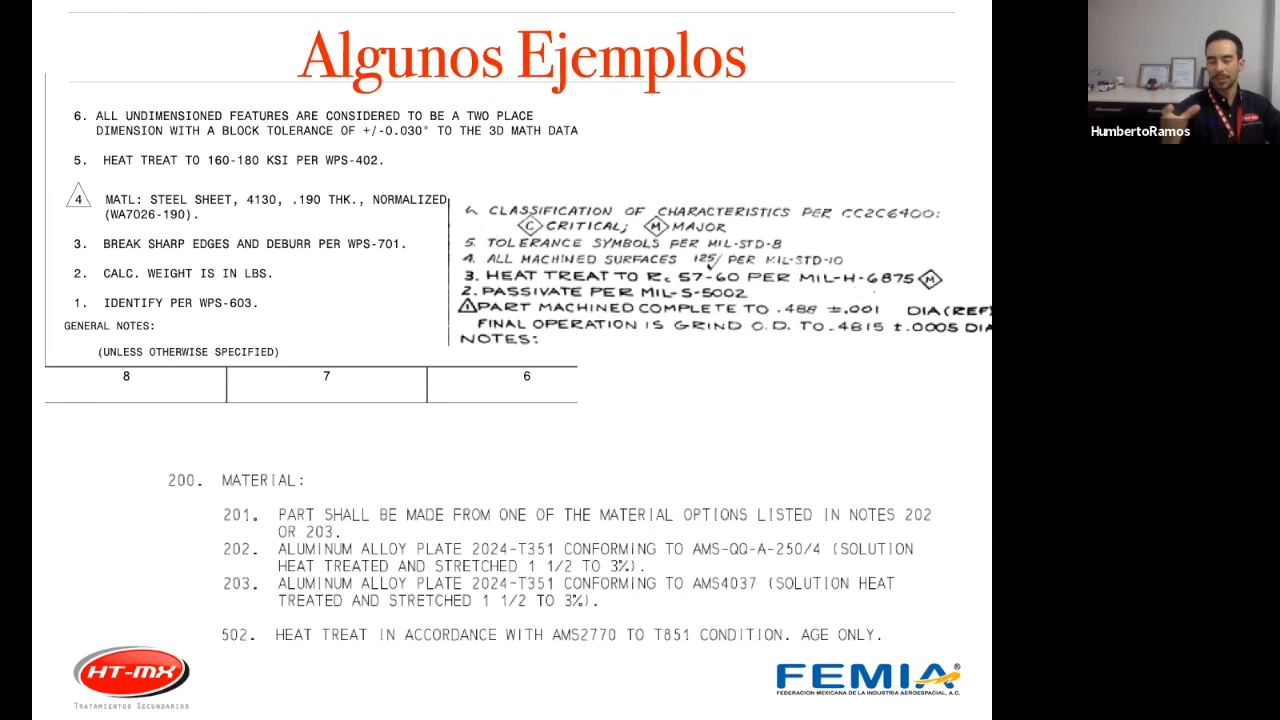 Algunos Ejemplos
6. ALL UNDIMENSIONED FEATURES ARE CONSIDERED TO BE A TWO PLACE
DIMENSION WITH A BLOCK TOLERANCE OF +/-0.030" TO THE 3D MATH DATA
5. HEAT TREAT TO 160-180 KSI PER WPS-402.
4 MATL: STEEL SHEET, 4130, .190 THK., NORMALIZED
(WA7026-190).
3. BREAK SHARP EDGES AND DEBURR PER WPS-701.
2. CALC. WEIGHT IS IN LBS.
1. IDENTIFY PER WPS-603.
GENERAL NOTES:
(UNLESS OTHERWISE SPECIFIED)
8 7 6
6. CLASSIFICATION OF CHARACTERISTICS PER CC2C6400:
C CRITICAL; M MAJOR
5. TOLERANCE SYMBOLS PER MIL-STD-8
4. ALL MACHINED SURFACES 125 PER MIL-STD-10
3. HEAT TREAT TO Rc 57-60 PER MIL-H-6875 M
2. PASSIVATE PER MIL-S-5002
1 PART MACHINED COMPLETE TO .488 ±.001 DIA (REF)
FINAL OPERATION IS GRIND O.D. TO .4815 ±.0005 DIA
NOTES:
200. MATERIAL:
201. PART SHALL BE MADE FROM ONE OF THE MATERIAL OPTIONS LISTED IN NOTES 202
OR 203.
202. ALUMINUM ALLOY PLATE 2024-T351 CONFORMING TO AMS-QQ-A-250/4 (SOLUTION
HEAT TREATED AND STRETCHED 1 1/2 TO 3%).
203. ALUMINUM ALLOY PLATE 2024-T351 CONFORMING TO AMS4037 (SOLUTION HEAT
TREATED AND STRETCHED 1 1/2 TO 3%).
502. HEAT TREAT IN ACCORDANCE WITH AMS2770 TO T851 CONDITION. AGE ONLY.
HT-MX
TRATAMIENTOS SECUNDARIOS
FEMIA®
FEDERACIÓN MEXICANA DE LA INDUSTRIA AEROESPACIAL, A.C.
HumbertoRamos